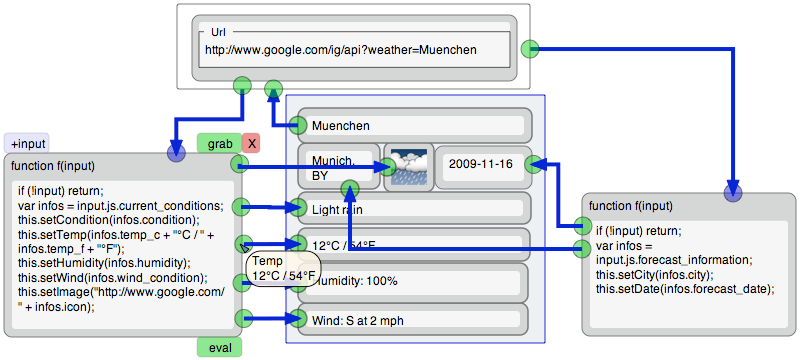 Url
http://www.google.com/ig/api?weather=Muenchen
Muenchen
+input
grab
X
Munich,
BY
2009-11-16
function f(input)
if (!input) return;
var infos = input.js.current_conditions;
this.setCondition(infos.condition);
this.setTemp(infos.temp_c + "°C / " +
infos.temp_f + "°F");
this.setHumidity(infos.humidity);
this.setWind(infos.wind_condition);
this.setImage("http://www.google.com/
" + infos.icon);
eval
Light rain
12°C / 54°F
Temp
12°C / 54°F
Humidity: 100%
Wind: S at 2 mph
function f(input)
if (!input) return;
var infos =
input.js.forecast_information;
this.setCity(infos.city);
this.setDate(infos.forecast_date);